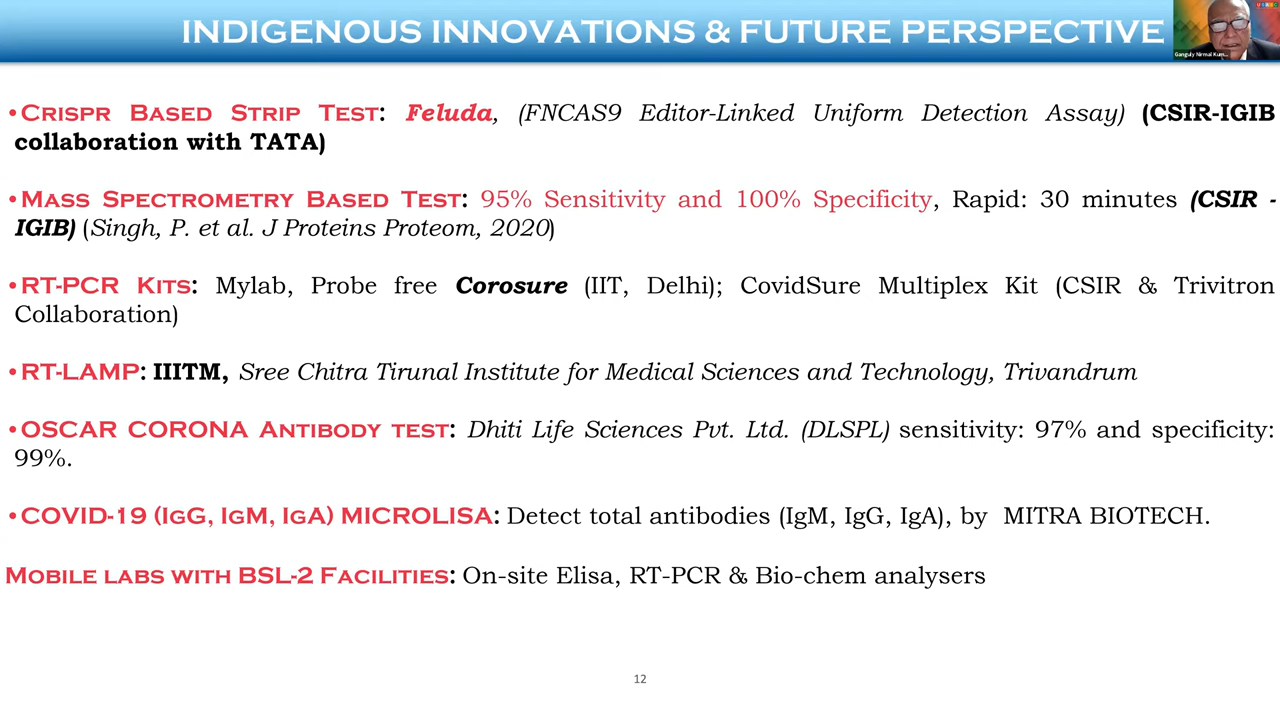 INDIGENOUS INNOVATIONS & FUTURE PERSPECTIVE
Ganguly Nirmal Kum...
•CRISPR BASED STRIP TEST: Feluda, (FNCAS9 Editor-Linked Uniform Detection Assay) (CSIR-IGIB
collaboration with TATA)
•MASS SPECTROMETRY BASED TEST: 95% Sensitivity and 100% Specificity, Rapid: 30 minutes (CSIR -
IGIB) (Singh, P. et al. J Proteins Proteom, 2020)
•RT-PCR KITS: Mylab, Probe free Corosure (IIT, Delhi); CovidSure Multiplex Kit (CSIR & Trivitron
Collaboration)
•RT-LAMP: IIITM, Sree Chitra Tirunal Institute for Medical Sciences and Technology, Trivandrum
•OSCAR CORONA ANTIBODY TEST: Dhiti Life Sciences Pvt. Ltd. (DLSPL) sensitivity: 97% and specificity:
99%.
•COVID-19 (IGG, IGM, IGA) MICROLISA: Detect total antibodies (IgM, IgG, IgA), by MITRA BIOTECH.
MOBILE LABS WITH BSL-2 FACILITIES: On-site Elisa, RT-PCR & Bio-chem analysers
12